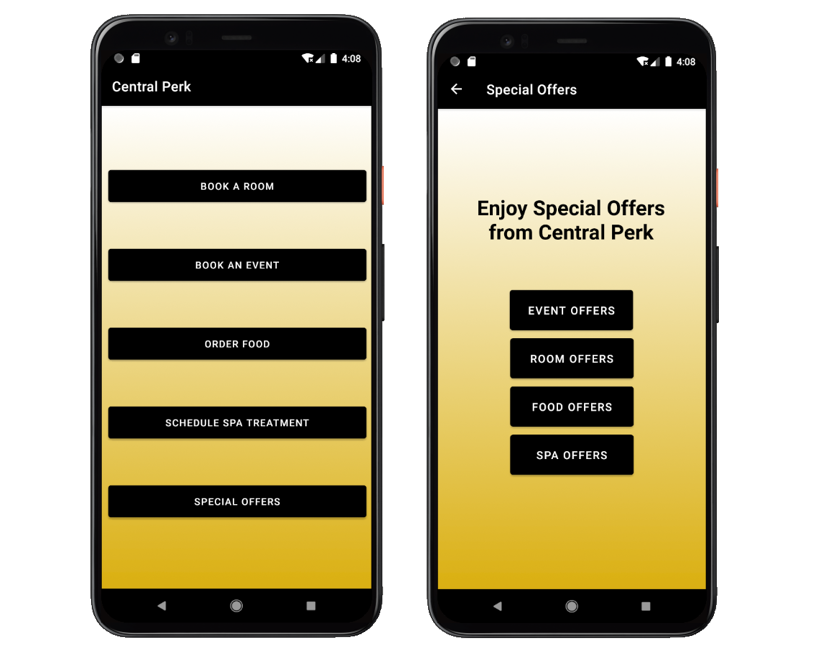 4:08
Central Perk
BOOK A ROOM
BOOK AN EVENT
ORDER FOOD
SCHEDULE SPA TREATMENT
SPECIAL OFFERS
4:08
Special Offers
Enjoy Special Offers
from Central Perk
EVENT OFFERS
ROOM OFFERS
FOOD OFFERS
SPA OFFERS